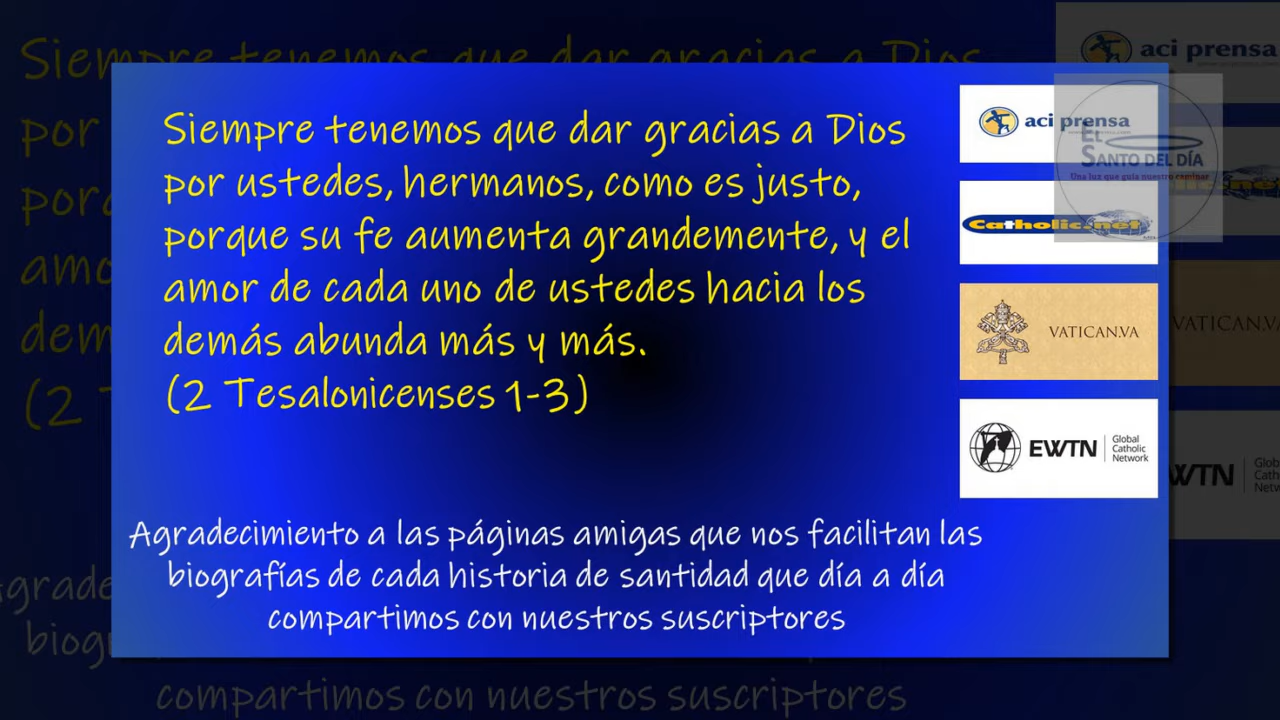 Siempre tenemos que dar gracias a Dios
por ustedes, hermanos, como es justo,
porque su fe aumenta grandemente, y el
amor de cada uno de ustedes hacia los
demás abunda más y más.
(2 Tesalonicenses 1-3)
Agradecimiento a las páginas amigas que nos facilitan las
biografías de cada historia de santidad que día a día
compartimos con nuestros suscriptores
aci prensa
EL
SANTO DEL DÍA
Una luz que guía nuestro caminar
Catholic.net
VATICAN.VA
EWTN
Global
Catholic
Network